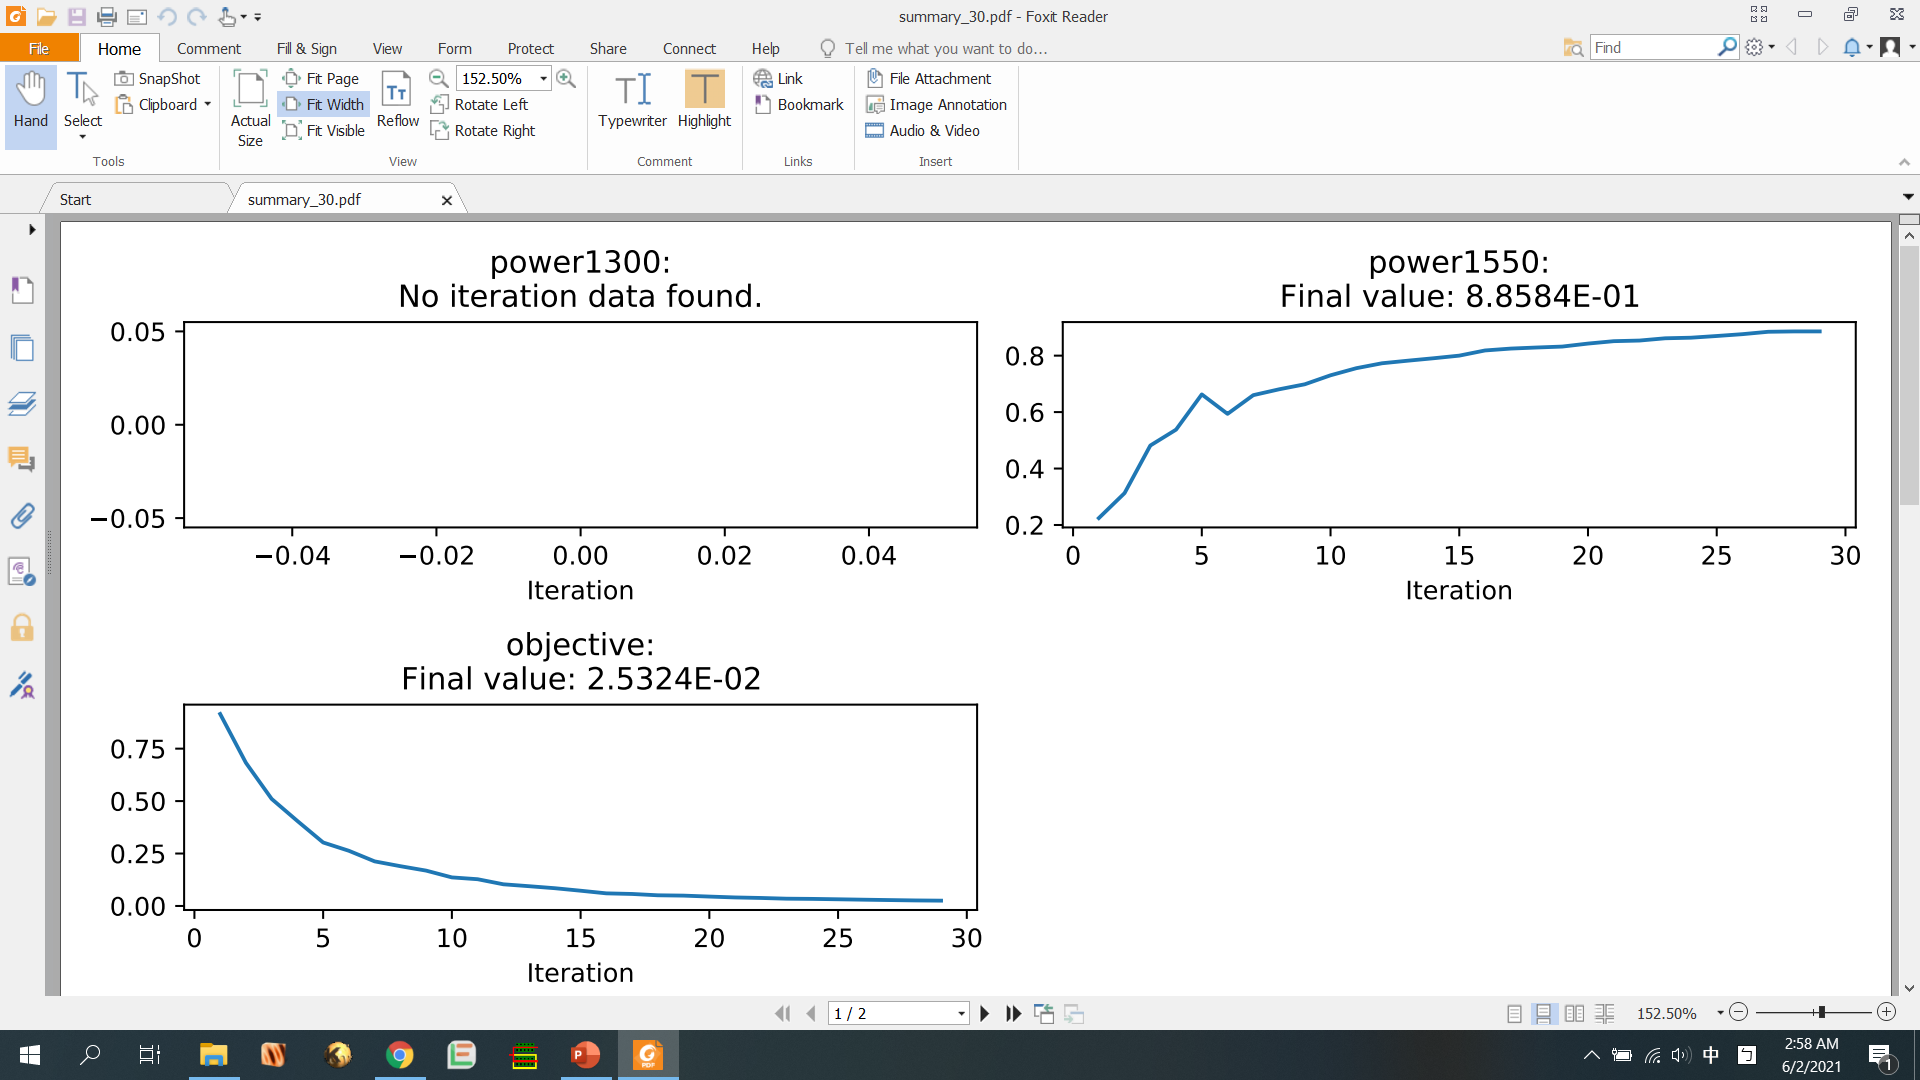 summary_30.pdf - Foxit Reader
File Home Comment Fill & Sign View Form Protect Share Connect Help Tell me what you want to do... Find
Hand
Select
SnapShot
Clipboard
Tools
Actual
Size
Fit Page
Fit Width
Fit Visible
Reflow
152.50%
Rotate Left
Rotate Right
View
Typewriter
Highlight
Comment
Link
Bookmark
Links
File Attachment
Image Annotation
Audio & Video
Insert
Start
summary_30.pdf
power1300:
No iteration data found.
0.05
0.00
−0.05
−0.04 −0.02 0.00 0.02 0.04
Iteration
power1550:
Final value: 8.8584E-01
0.8
0.6
0.4
0.2
0 5 10 15 20 25 30
Iteration
objective:
Final value: 2.5324E-02
0.75
0.50
0.25
0.00
0 5 10 15 20 25 30
Iteration
1 / 2
152.50%
中
ㄅ
2:58 AM
6/2/2021
1